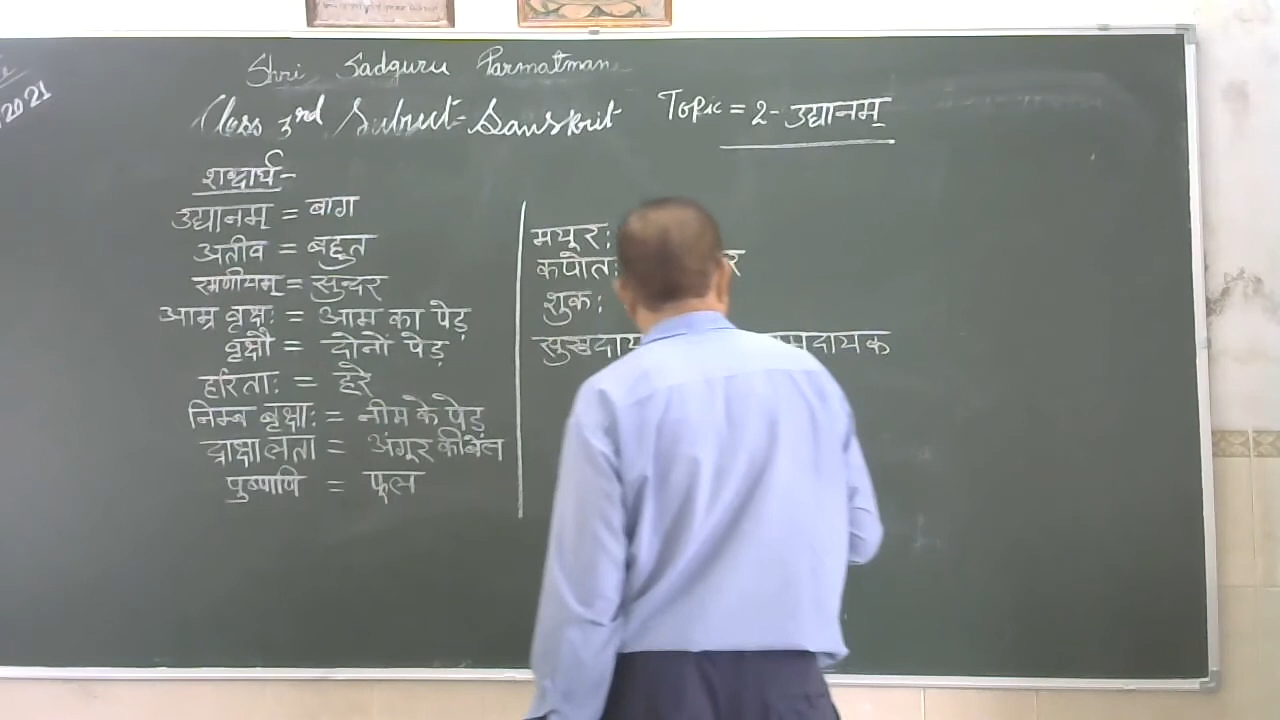 2021
Shri Sadguru Parmatman
Class 3rd Subject-Sanskrit Topic = 2- उद्यानम्
शब्दार्थ-
उद्यानम् = बाग
अतीव = बहुत
रमणीयम् = सुन्दर
आम्र वृक्षः = आम का पेड़
वृक्षौ = दोनों पेड़
हरिताः = हरे
निम्ब वृक्षाः = नीम के पेड़
द्राक्षालता = अंगूर की बेल
पुष्पाणि = फूल
मयूरः
कपोतः
शुकः